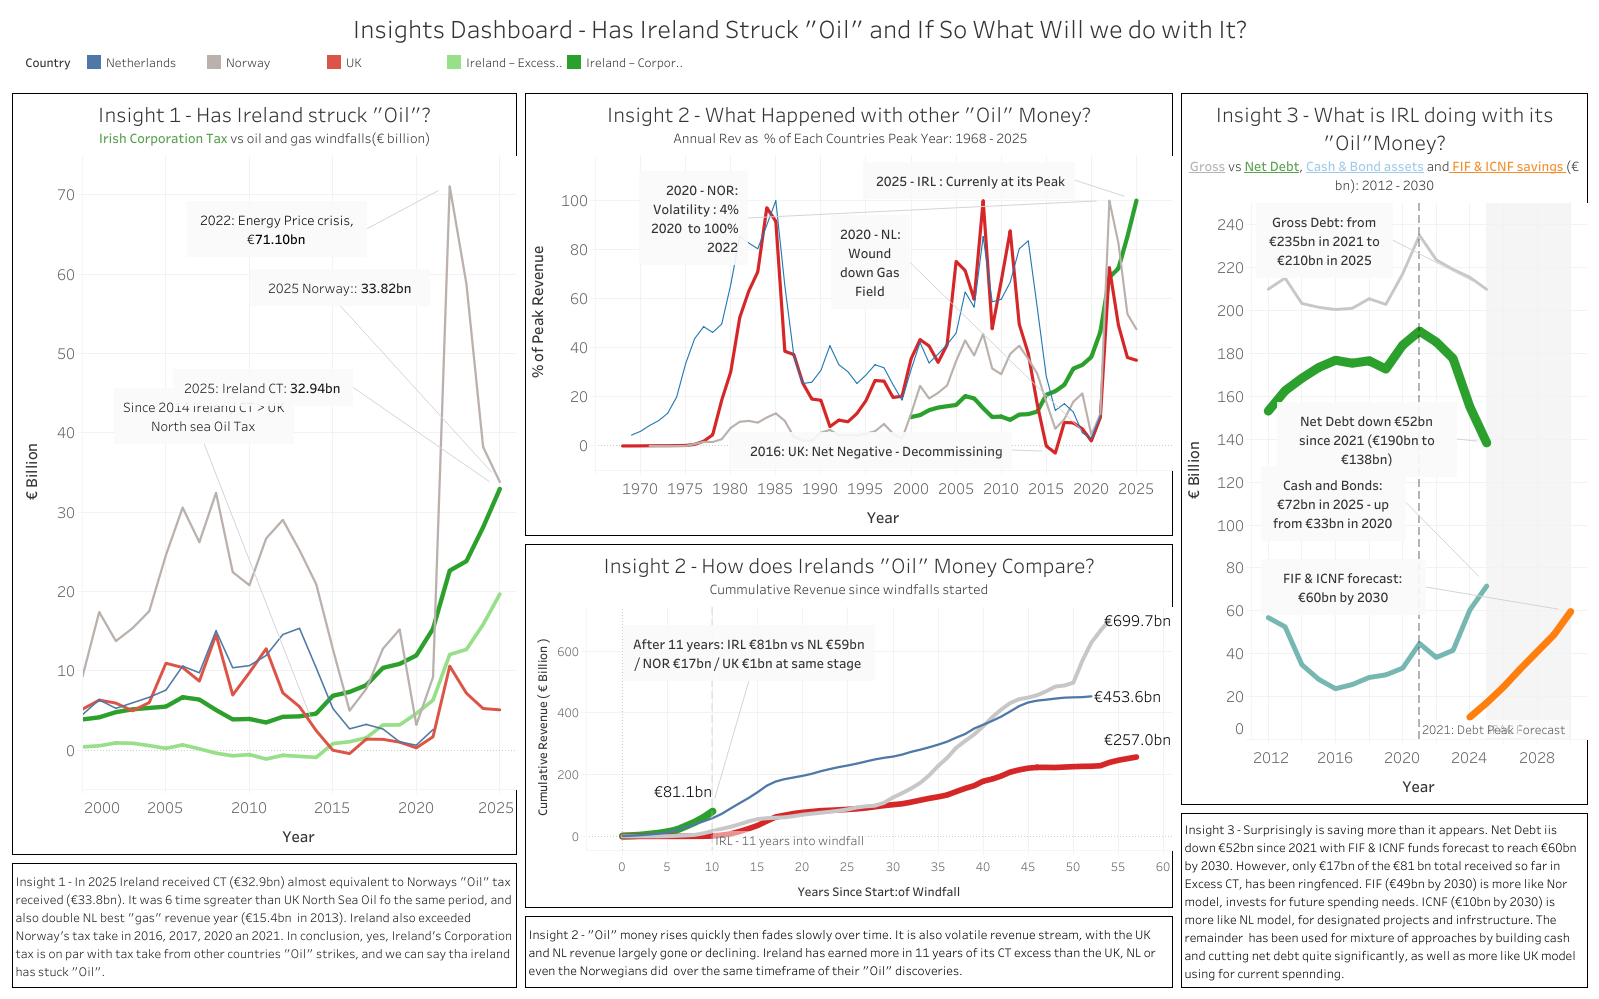 Insights Dashboard - Has Ireland Struck "Oil" and If So What Will we do with It?
Country Netherlands Norway UK Ireland – Excess.. Ireland – Corpor..
Insight 1 - Has Ireland struck "Oil"?
Irish Corporation Tax vs oil and gas windfalls(€ billion)
70
60
50
40
30
20
10
0
€ Billion
2022: Energy Price crisis,
€71.10bn
2025 Norway:: 33.82bn
2025: Ireland CT: 32.94bn
Since 2014 Ireland CT > UK
North sea Oil Tax
2000 2005 2010 2015 2020 2025
Year
Insight 1 - In 2025 Ireland received CT (€32.9bn) almost equivalent to Norways "Oil" tax
received (€33.8bn). It was 6 time sgreater than UK North Sea Oil fo the same period, and
also double NL best "gas" revenue year (€15.4bn in 2013). Ireland also exceeded
Norway's tax take in 2016, 2017, 2020 an 2021. In conclusion, yes, Ireland's Corporation
tax is on par with tax take from other countries "Oil" strikes, and we can say tha ireland
has stuck "Oil".
Insight 2 - What Happened with other "Oil" Money?
Annual Rev as % of Each Countries Peak Year: 1968 - 2025
100
80
60
40
20
0
% of Peak Revenue
2020 - NOR:
Volatility : 4%
2020 to 100%
2022
2025 - IRL : Currenly at its Peak
2020 - NL:
Wound
down Gas
Field
2016: UK: Net Negative - Decommissining
1970 1975 1980 1985 1990 1995 2000 2005 2010 2015 2020 2025
Year
Insight 2 - How does Irelands "Oil" Money Compare?
Cummulative Revenue since windfalls started
600
400
200
0
Cumulative Revenue ( € Billion )
After 11 years: IRL €81bn vs NL €59bn
/ NOR €17bn / UK €1bn at same stage
€699.7bn
€453.6bn
€257.0bn
€81.1bn
IRL - 11 years into windfall
0 5 10 15 20 25 30 35 40 45 50 55 60
Years Since Start:of Windfall
Insight 2 - "Oil" money rises quickly then fades slowly over time. It is also volatile revenue stream, with the UK
and NL revenue largely gone or declining. Ireland has earned more in 11 years of its CT excess than the UK, NL or
even the Norwegians did over the same timeframe of their "Oil" discoveries.
Insight 3 - What is IRL doing with its
"Oil"Money?
Gross vs Net Debt, Cash & Bond assets and FIF & ICNF savings (€
bn): 2012 - 2030
240
220
200
180
160
140
120
100
80
60
40
20
0
€ Billion
Gross Debt: from
€235bn in 2021 to
€210bn in 2025
Net Debt down €52bn
since 2021 (€190bn to
€138bn)
Cash and Bonds:
€72bn in 2025 - up
from €33bn in 2020
FIF & ICNF forecast:
€60bn by 2030
2021: Debt Peak Forecast
2012 2016 2020 2024 2028
Year
Insight 3 - Surprisingly is saving more than it appears. Net Debt iis
down €52bn since 2021 with FIF & ICNF funds forecast to reach €60bn
by 2030. However, only €17bn of the €81 bn total received so far in
Excess CT, has been ringfenced. FIF (€49bn by 2030) is more like Nor
model, invests for future spending needs. ICNF (€10bn by 2030) is
more like NL model, for designated projects and infrstructure. The
remainder has been used for mixture of approaches by building cash
and cutting net debt quite significantly, as well as more like UK model
using for current spennding.